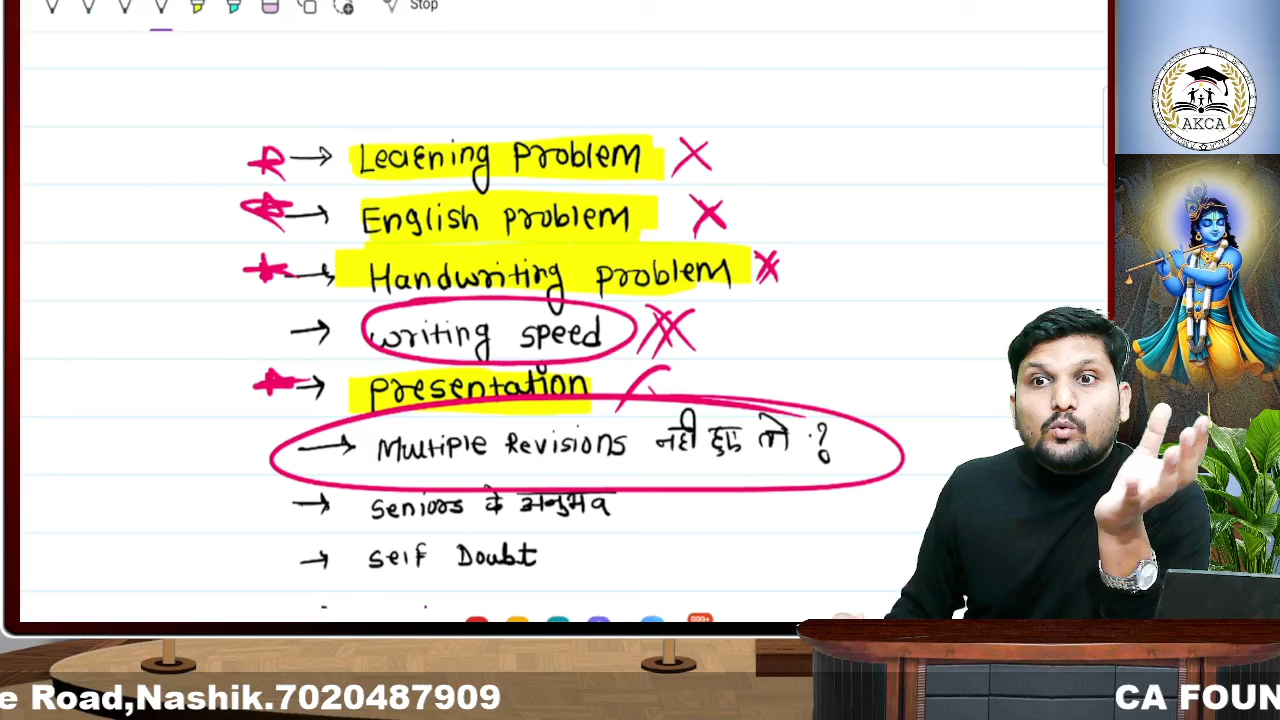 Stop
Learning problem
English problem
Handwriting problem
writing speed
presentation
Multiple Revisions नही हुए तो ?
seniors के अनुभव
self Doubt
999+
AKCA
e Road,Nashik.7020487909
CA FOUN